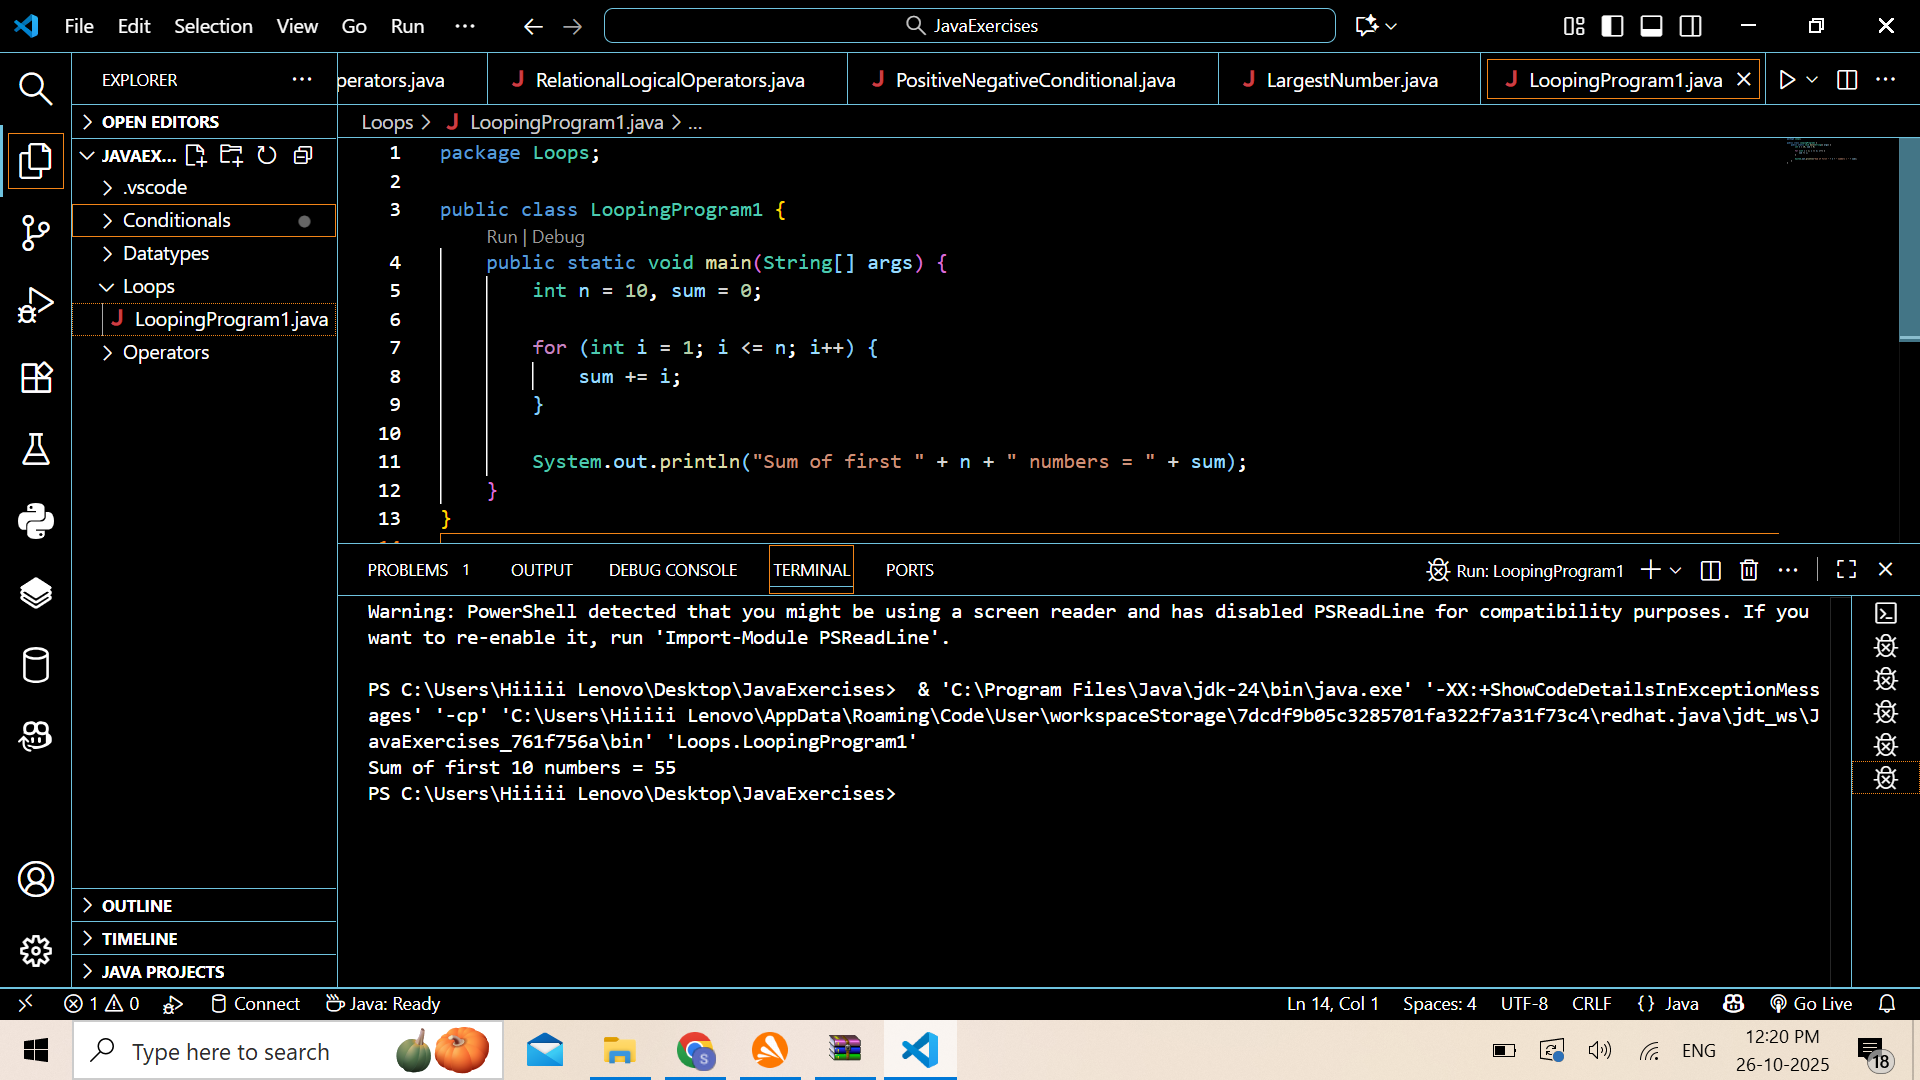 File Edit Selection View Go Run ··· JavaExercises
EXPLORER ···
perators.java RelationalLogicalOperators.java PositiveNegativeConditional.java LargestNumber.java LoopingProgram1.java
OPEN EDITORS
Loops > J LoopingProgram1.java > ...
JAVAEX...
.vscode
Conditionals
Datatypes
Loops
LoopingProgram1.java
Operators
OUTLINE
TIMELINE
JAVA PROJECTS
1 package Loops;
2
3 public class LoopingProgram1 {
Run | Debug
4 public static void main(String[] args) {
5 int n = 10, sum = 0;
6
7 for (int i = 1; i <= n; i++) {
8 sum += i;
9 }
10
11 System.out.println("Sum of first " + n + " numbers = " + sum);
12 }
13 }
PROBLEMS 1 OUTPUT DEBUG CONSOLE TERMINAL PORTS Run: LoopingProgram1
Warning: PowerShell detected that you might be using a screen reader and has disabled PSReadLine for compatibility purposes. If you
want to re-enable it, run 'Import-Module PSReadLine'.
PS C:\Users\Hiiiii Lenovo\Desktop\JavaExercises>  & 'C:\Program Files\Java\jdk-24\bin\java.exe' '-XX:+ShowCodeDetailsInExceptionMess
ages' '-cp' 'C:\Users\Hiiiii Lenovo\AppData\Roaming\Code\User\workspaceStorage\7dcdf9b05c3285701fa322f7a31f73c4\redhat.java\jdt_ws\J
avaExercises_761f756a\bin' 'Loops.LoopingProgram1'
Sum of first 10 numbers = 55
PS C:\Users\Hiiiii Lenovo\Desktop\JavaExercises>
1 0 Connect Java: Ready Ln 14, Col 1 Spaces: 4 UTF-8 CRLF {} Java Go Live
Type here to search S ENG 12:20 PM
26-10-2025 18